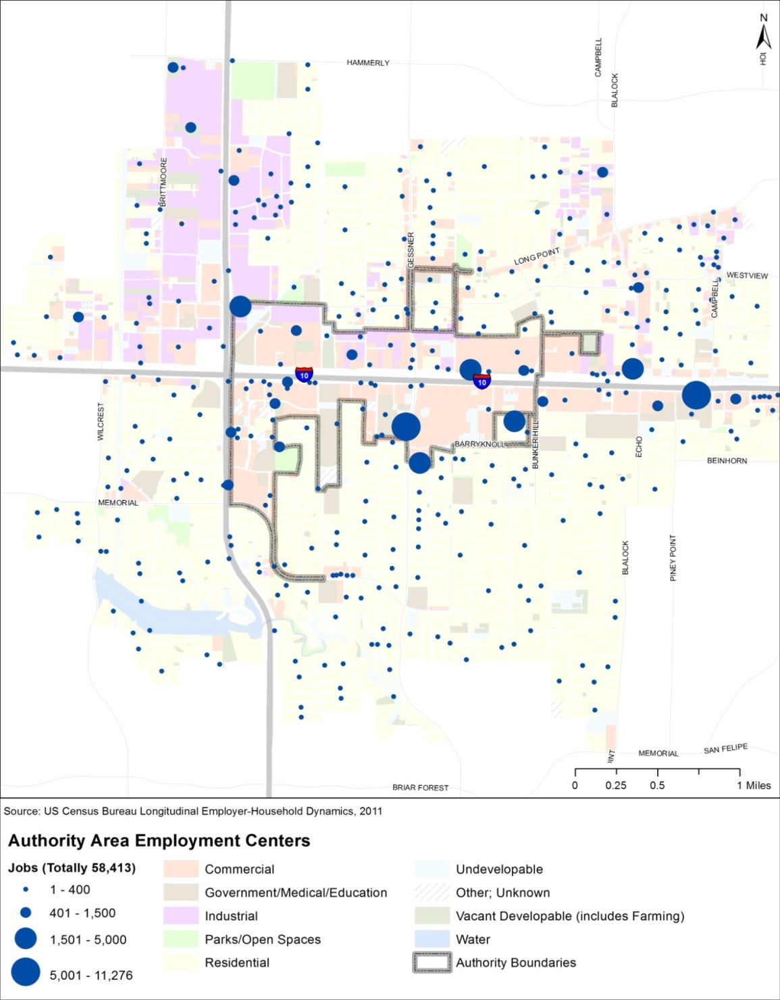 N
HAMMERLY
CAMPBELL
BLALOCK
BRITTMOORE
GESSNER
LONG POINT
WESTVIEW
CAMPBELL
10
10
WILCREST
BARRYKNOLL
BUNKER HILL
ECHO
BEINHORN
MEMORIAL
BLALOCK
PINEY POINT
MEMORIAL
SAN FELIPE
BRIAR FOREST
0 0.25 0.5 1 Miles
Source: US Census Bureau Longitudinal Employer-Household Dynamics, 2011
Authority Area Employment Centers
Jobs (Totally 58,413)
1 - 400
401 - 1,500
1,501 - 5,000
5,001 - 11,276
Commercial
Government/Medical/Education
Industrial
Parks/Open Spaces
Residential
Undevelopable
Other; Unknown
Vacant Developable (includes Farming)
Water
Authority Boundaries